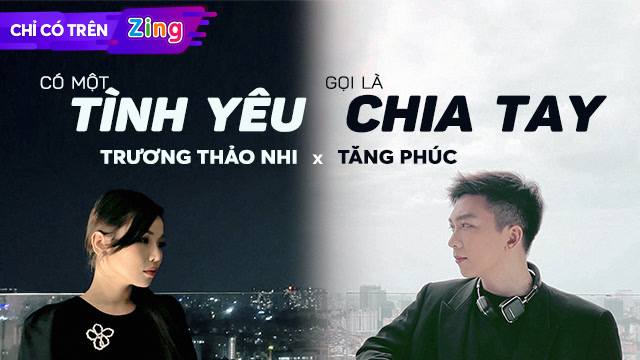 CHỈ CÓ TRÊN Zing
CÓ MỘT
TÌNH YÊU
GỌI LÀ
CHIA TAY
TRƯƠNG THẢO NHI x TĂNG PHÚC